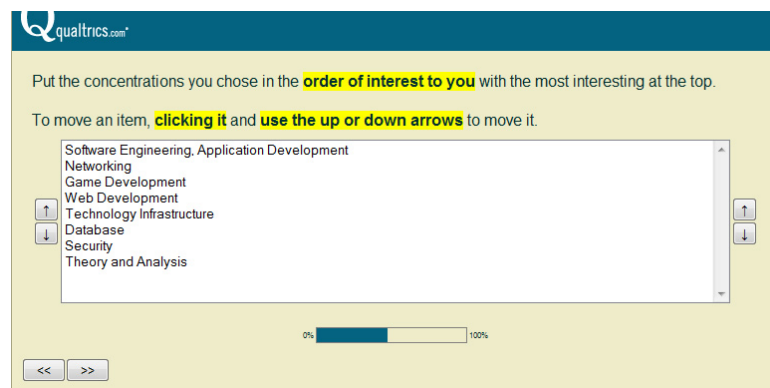 Qualtrics.com®
Put the concentrations you chose in the order of interest to you with the most interesting at the top.
To move an item, clicking it and use the up or down arrows to move it.
Software Engineering, Application Development
Networking
Game Development
Web Development
Technology Infrastructure
Database
Security
Theory and Analysis
↑ ↑
↓ ↓
0% 100%
<< >>